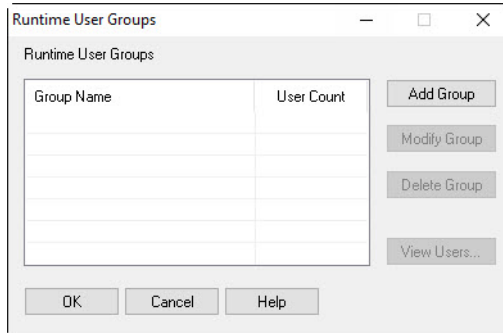 Runtime User Groups
Runtime User Groups
Group Name User Count
Add Group
Modify Group
Delete Group
View Users...
OK Cancel Help